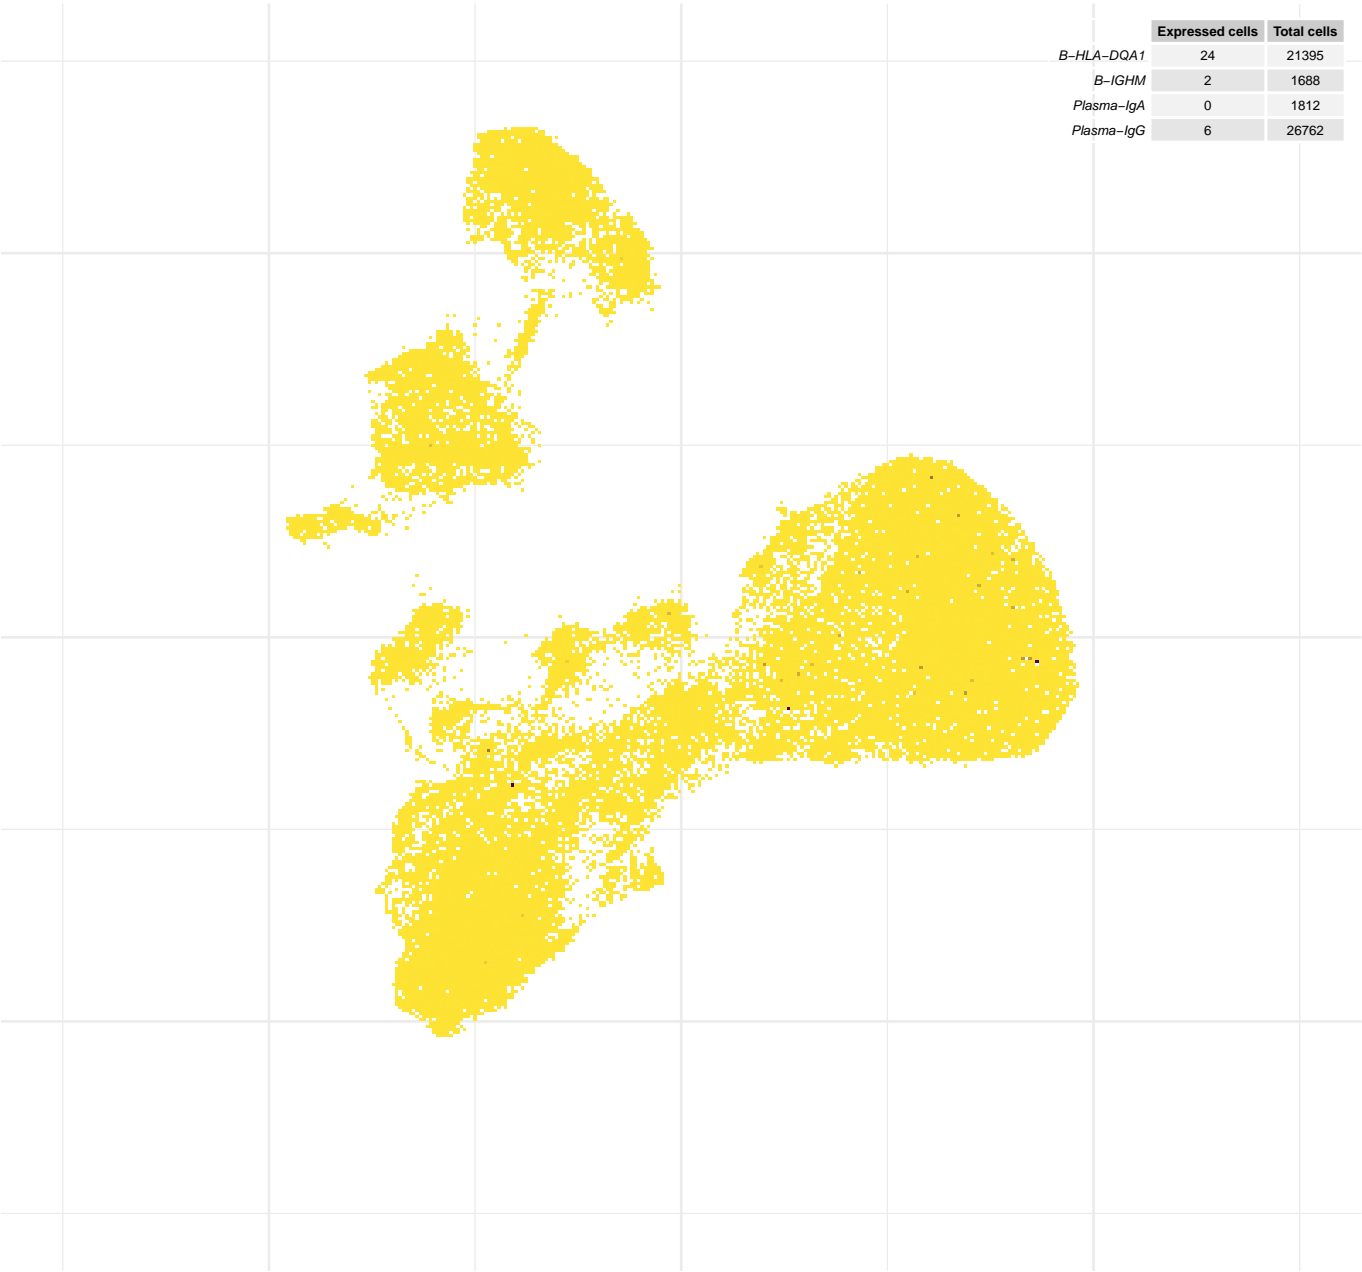 Expressed cells Total cells
B−HLA−DQA1 24 21395
B−IGHM 2 1688
Plasma−IgA 0 1812
Plasma−IgG 6 26762